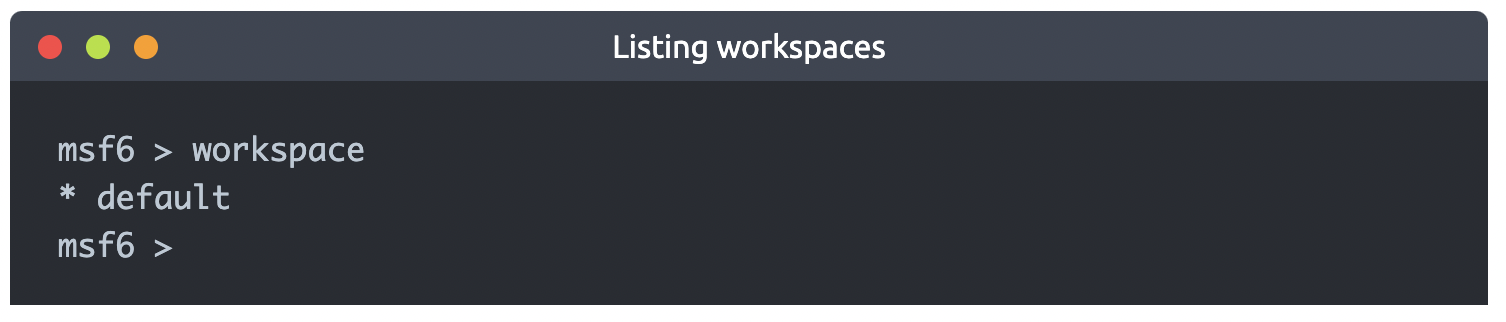 Listing workspaces
msf6 > workspace
* default
msf6 >